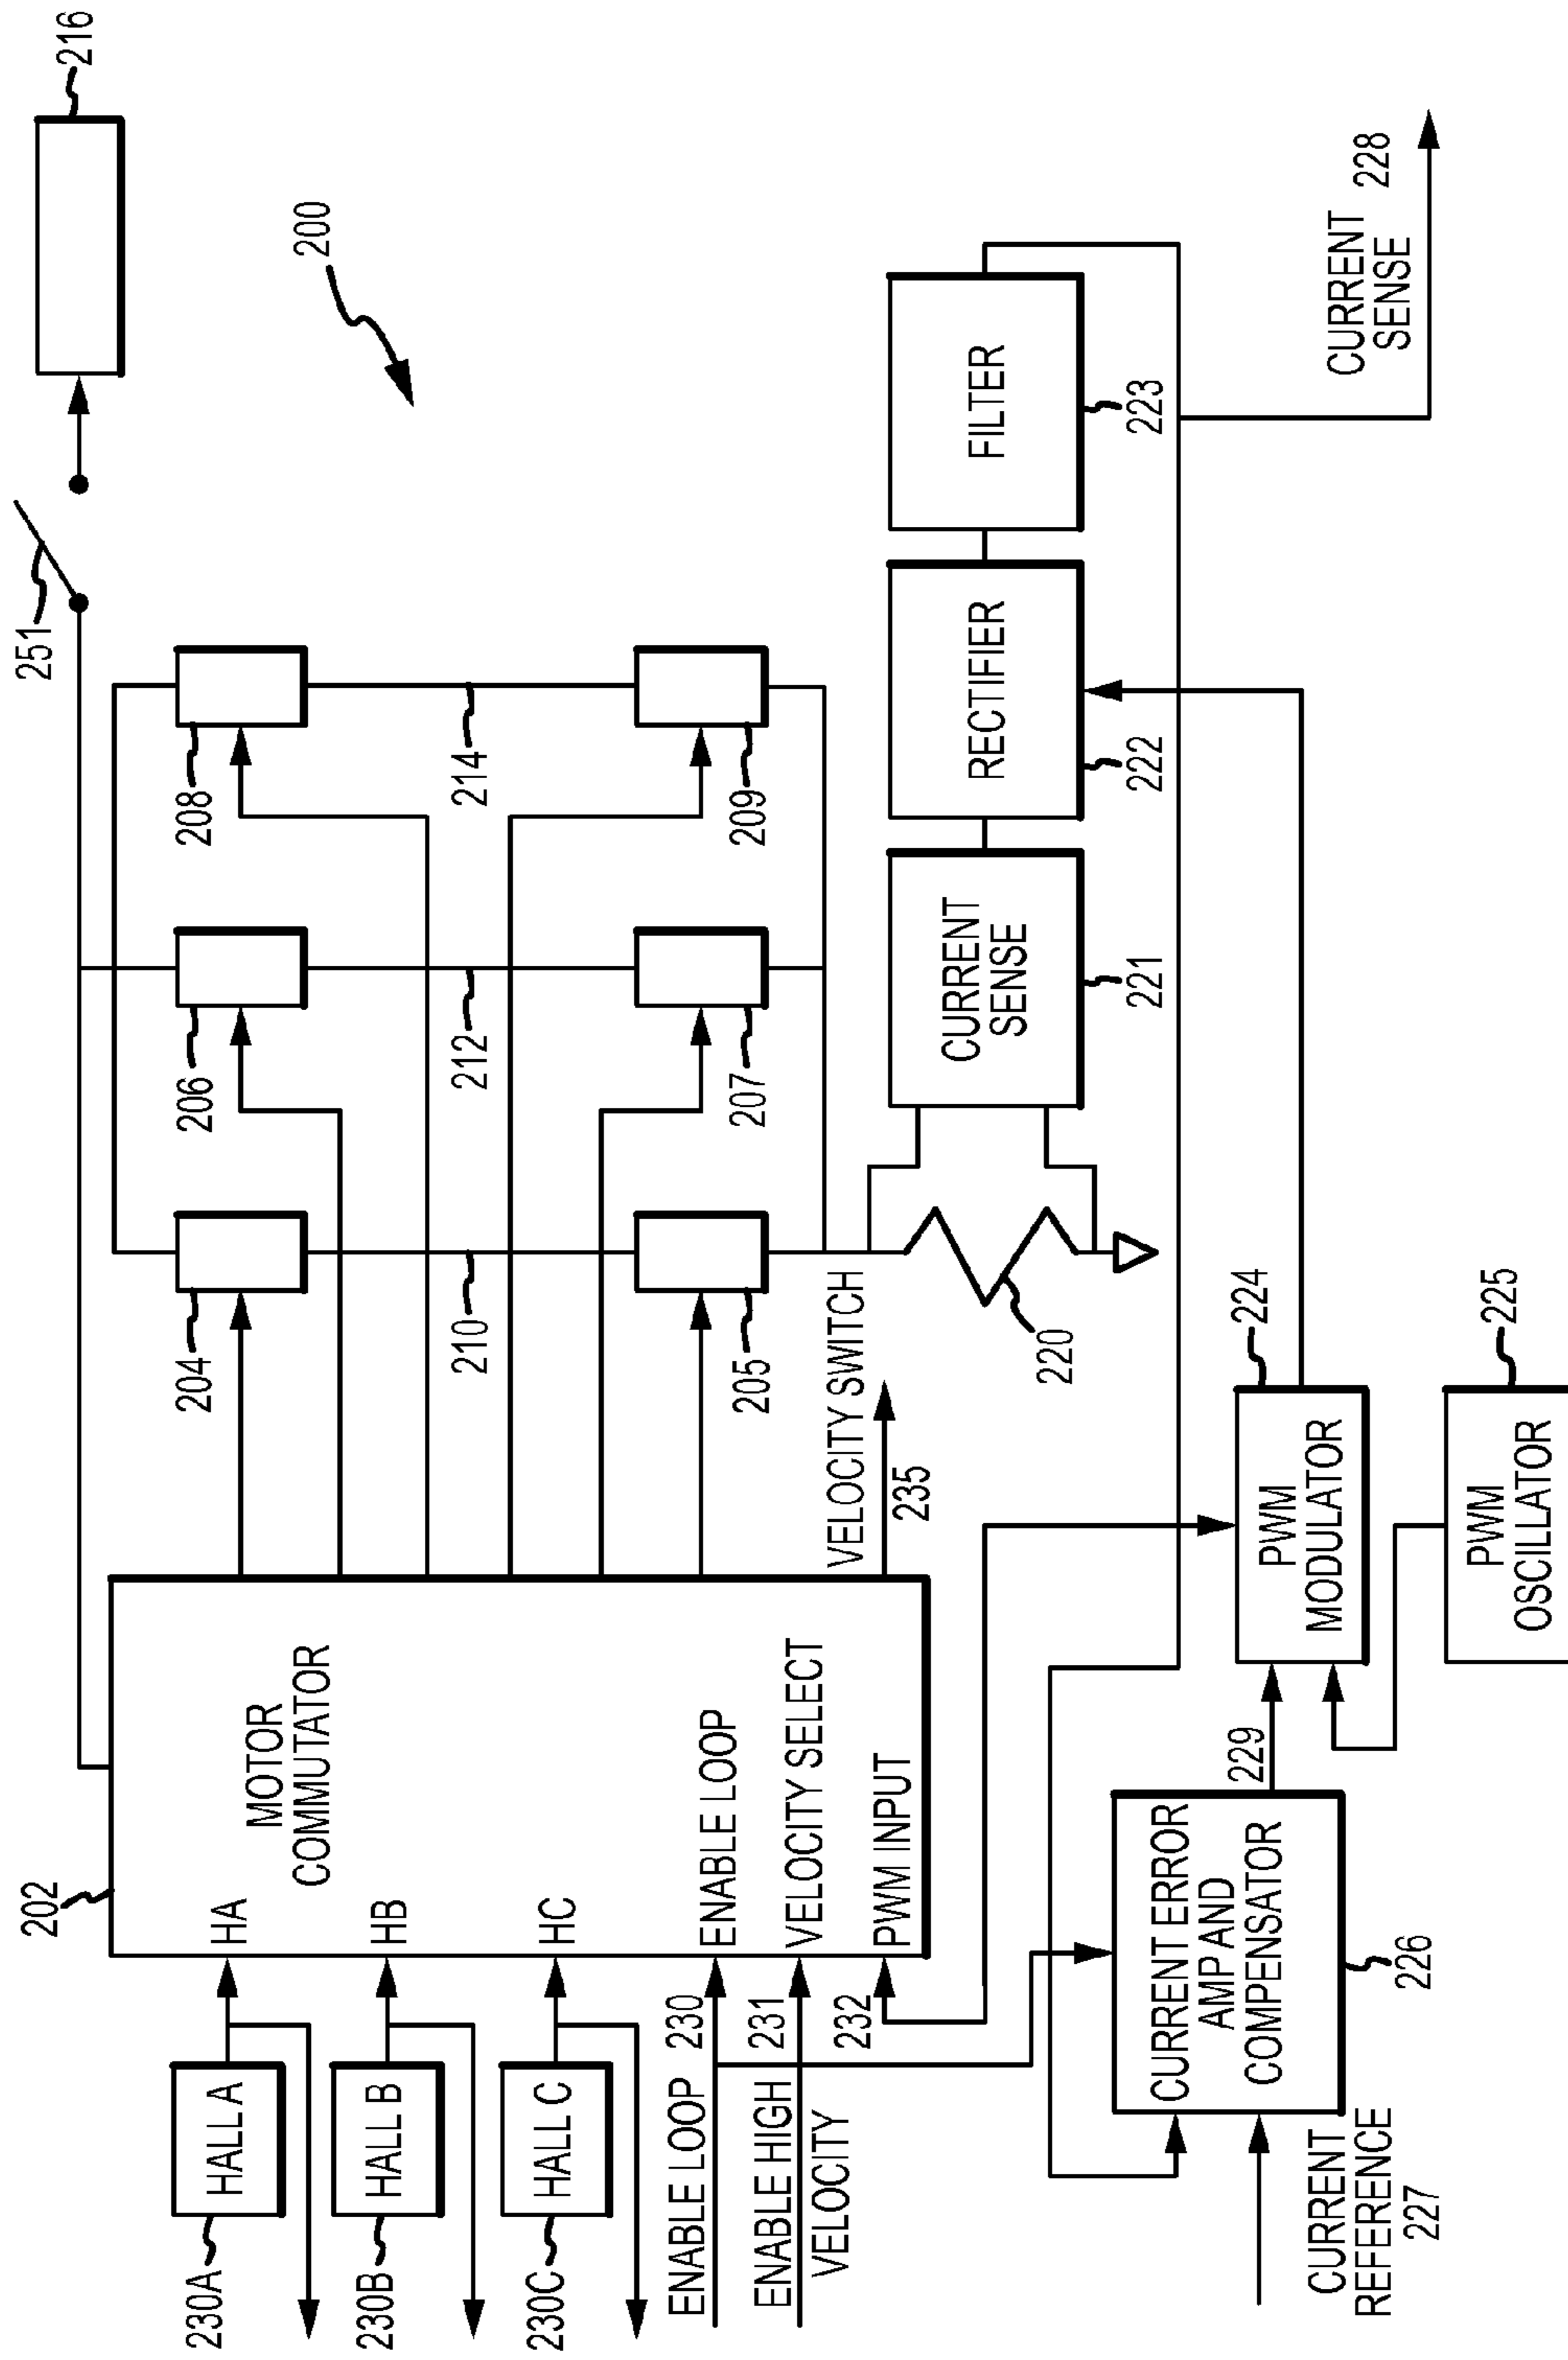 216
251
200
202
MOTOR
COMMUTATOR
HA
HB
HC
ENABLE LOOP
VELOCITY SELECT
PWM INPUT
230A
HALL A
230B
HALL B
230C
HALL C
ENABLE LOOP 230
ENABLE HIGH 231
VELOCITY
232
204
206
208
210
212
214
205
207
209
VELOCITY SWITCH
235
220
CURRENT
SENSE
221
RECTIFIER
222
FILTER
223
CURRENT
SENSE 228
CURRENT ERROR
AMP AND
COMPENSATOR
226
229
CURRENT
REFERENCE
227
PWM
MODULATOR
224
PWM
OSCILLATOR
225